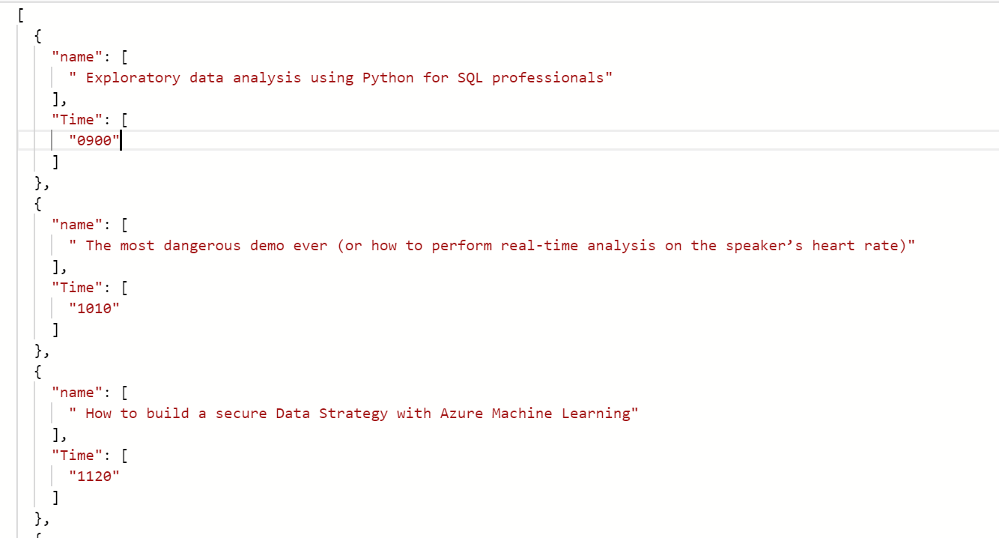 [
{
"name": [
" Exploratory data analysis using Python for SQL professionals"
],
"Time": [
"0900"
]
},
{
"name": [
" The most dangerous demo ever (or how to perform real-time analysis on the speaker’s heart rate)"
],
"Time": [
"1010"
]
},
{
"name": [
" How to build a secure Data Strategy with Azure Machine Learning"
],
"Time": [
"1120"
]
},
{